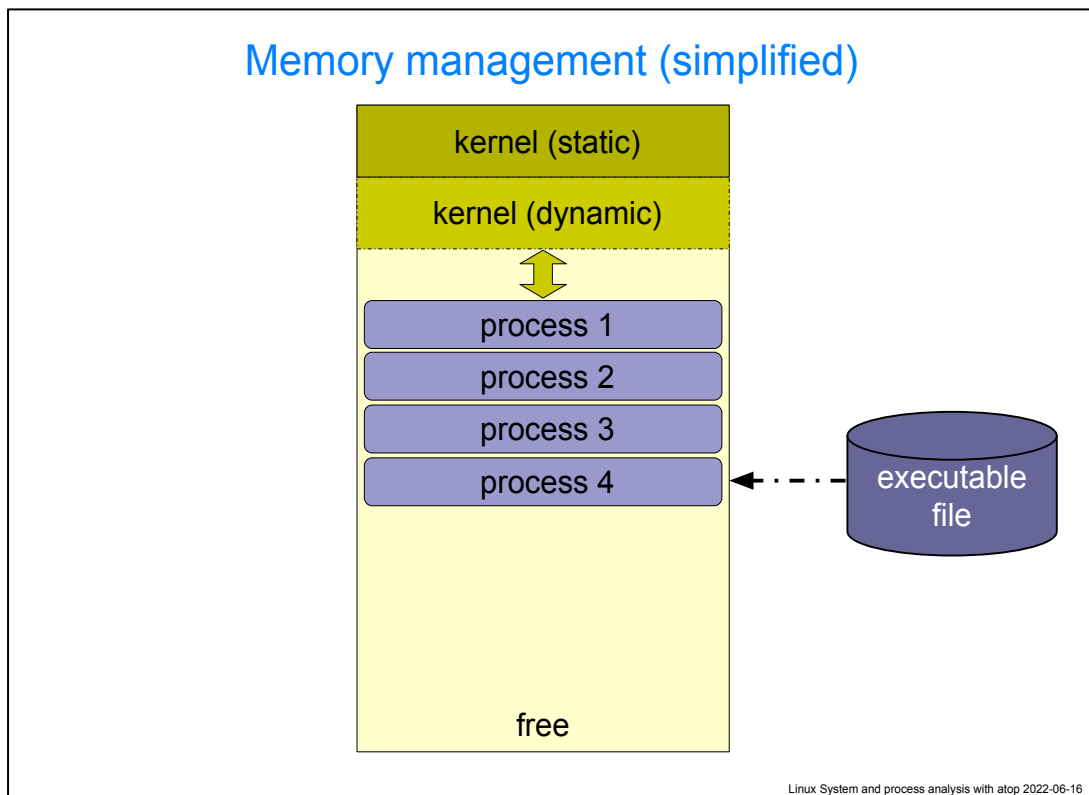 Memory management (simplified)
kernel (static)
kernel (dynamic)
process 1
process 2
process 3
process 4
executable
file
free
Linux System and process analysis with atop 2022-06-16